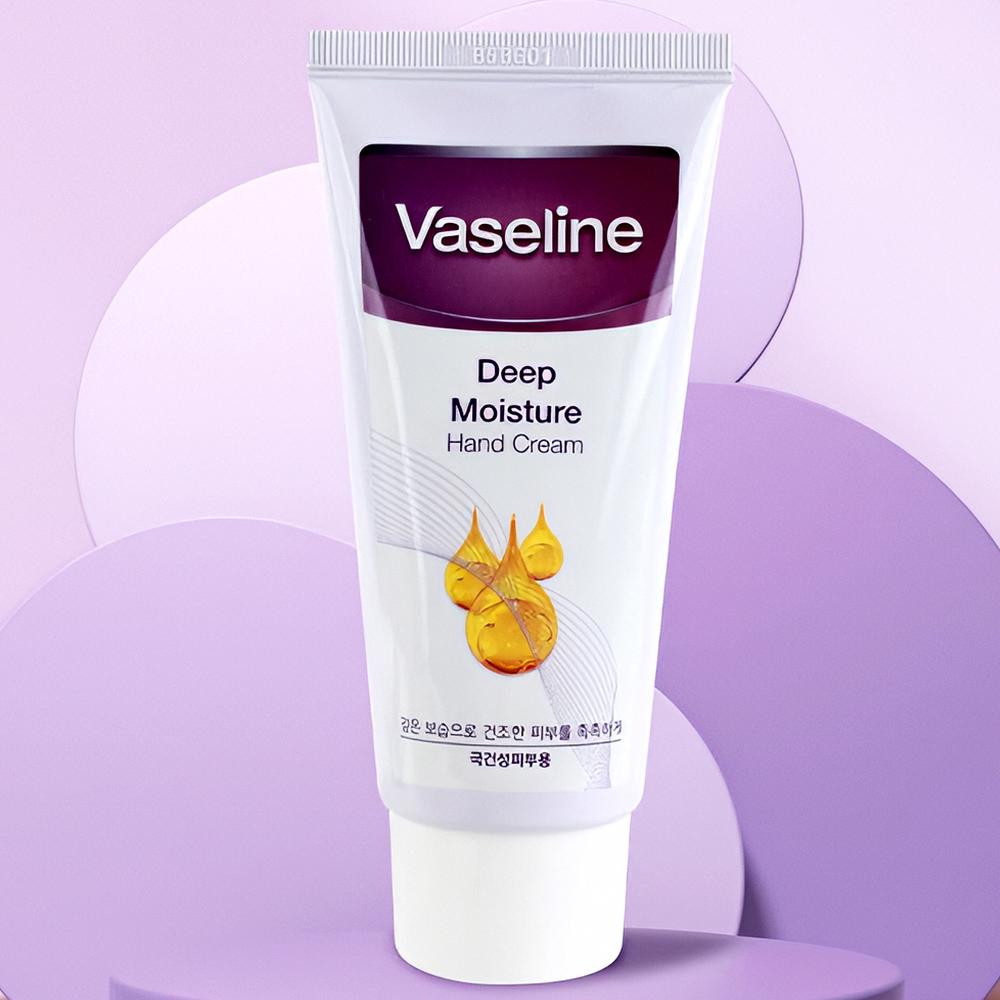 Vaseline
Deep
Moisture
Hand Cream
깊은 보습으로 건조한 피부를
국건성피부용